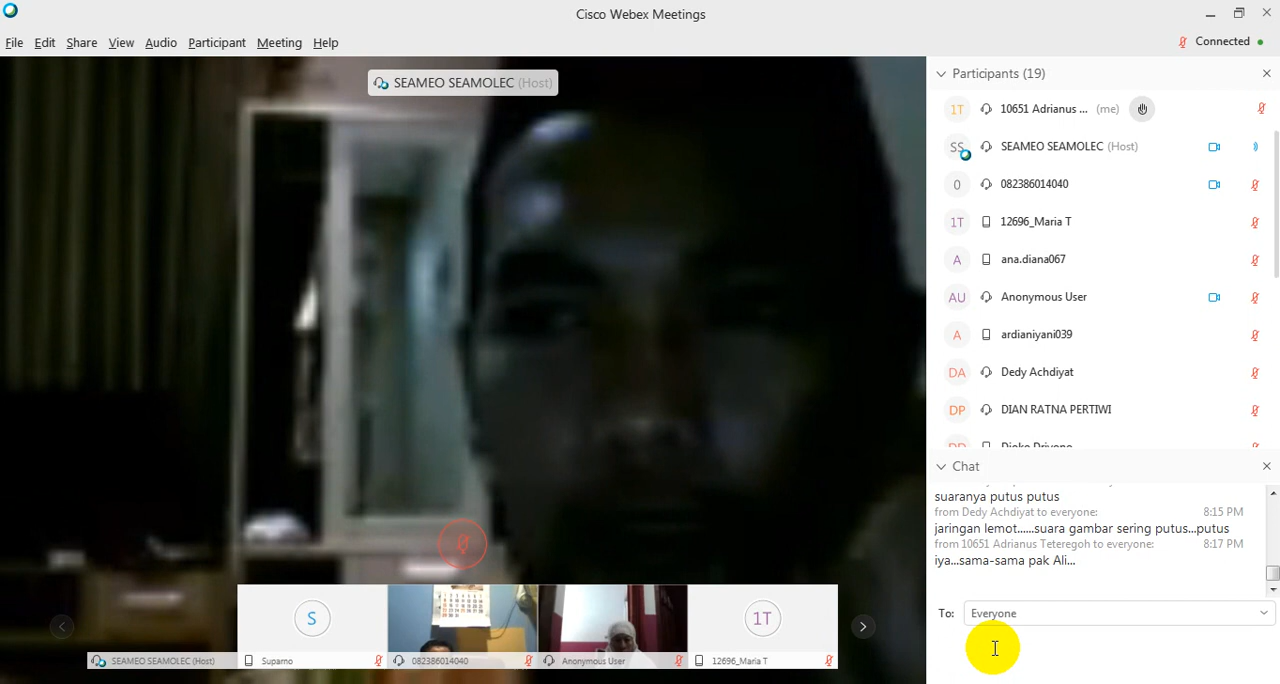 Cisco Webex Meetings
File Edit Share View Audio Participant Meeting Help
Connected
SEAMEO SEAMOLEC (Host)
Participants (19)
1T 10651 Adrianus ... (me)
SS SEAMEO SEAMOLEC (Host)
0 082386014040
1T 12696_Maria T
A ana.diana067
AU Anonymous User
A ardianiyani039
DA Dedy Achdiyat
DP DIAN RATNA PERTIWI
Chat
suaranya putus putus
from Dedy Achdiyat to everyone: 8:15 PM
jaringan lemot......suara gambar sering putus...putus
from 10651 Adrianus Teteregoh to everyone: 8:17 PM
iya...sama-sama pak Ali...
To: Everyone
S
1T
SEAMEO SEAMOLEC (Host)
Suparno
082386014040
Anonymous User
12696_Maria T